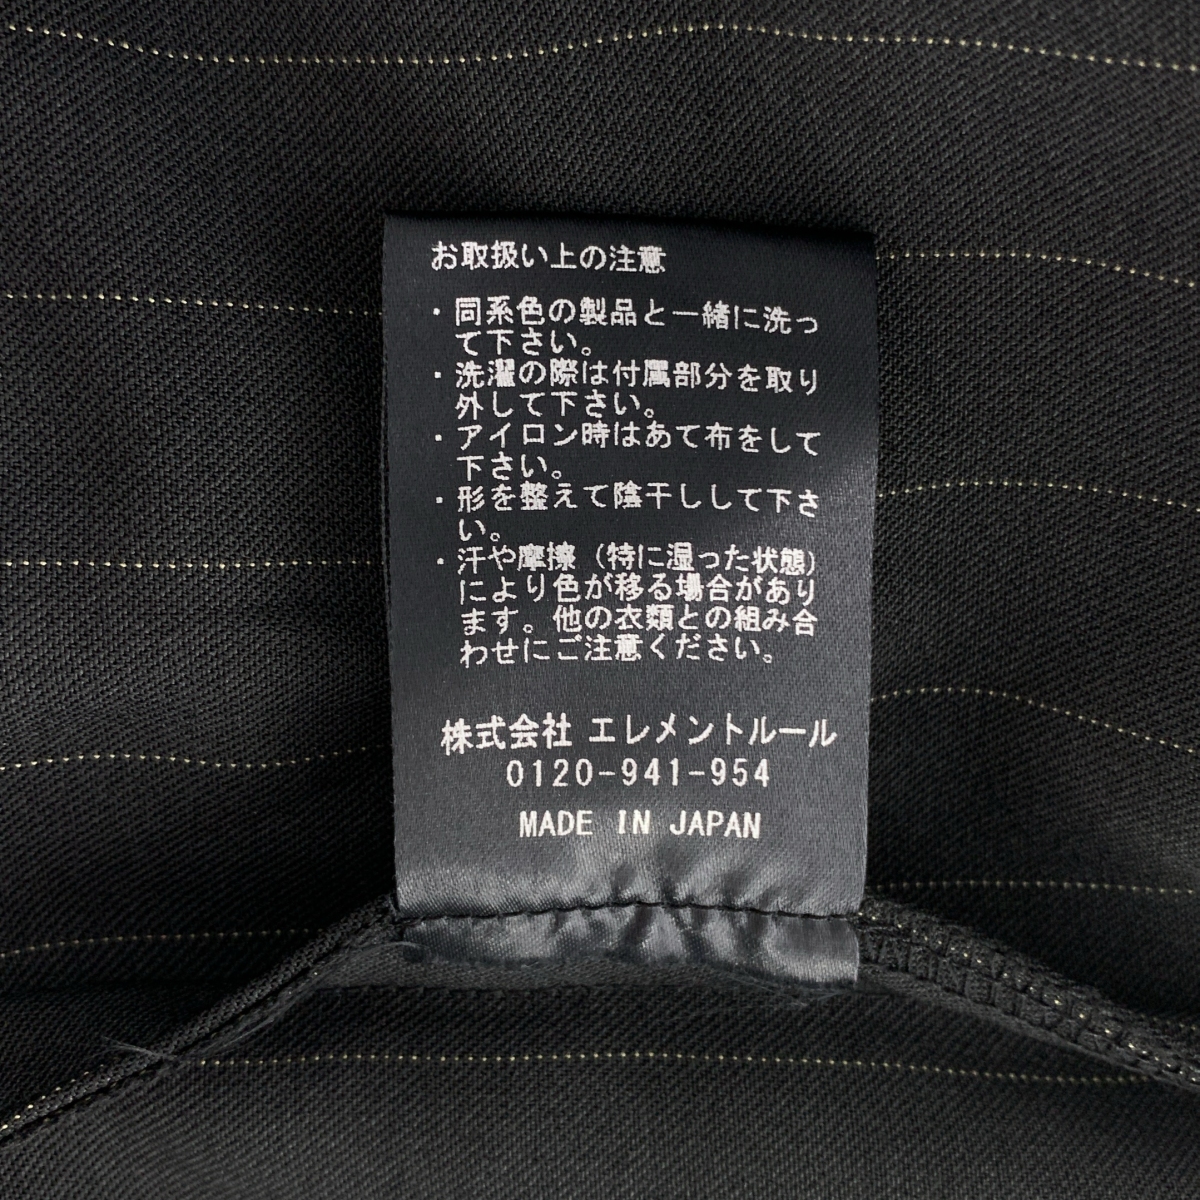 お取扱い上の注意
・同系色の製品と一緒に洗っ
て下さい。
・洗濯の際は付属部分を取り
外して下さい。
・アイロン時はあて布をして
下さい。
・形を整えて陰干しして下さ
い。
・汗や摩擦（特に湿った状態）
により色が移る場合があり
ます。他の衣類との組み合
わせにご注意ください。
株式会社 エレメントルール
0120-941-954
MADE IN JAPAN